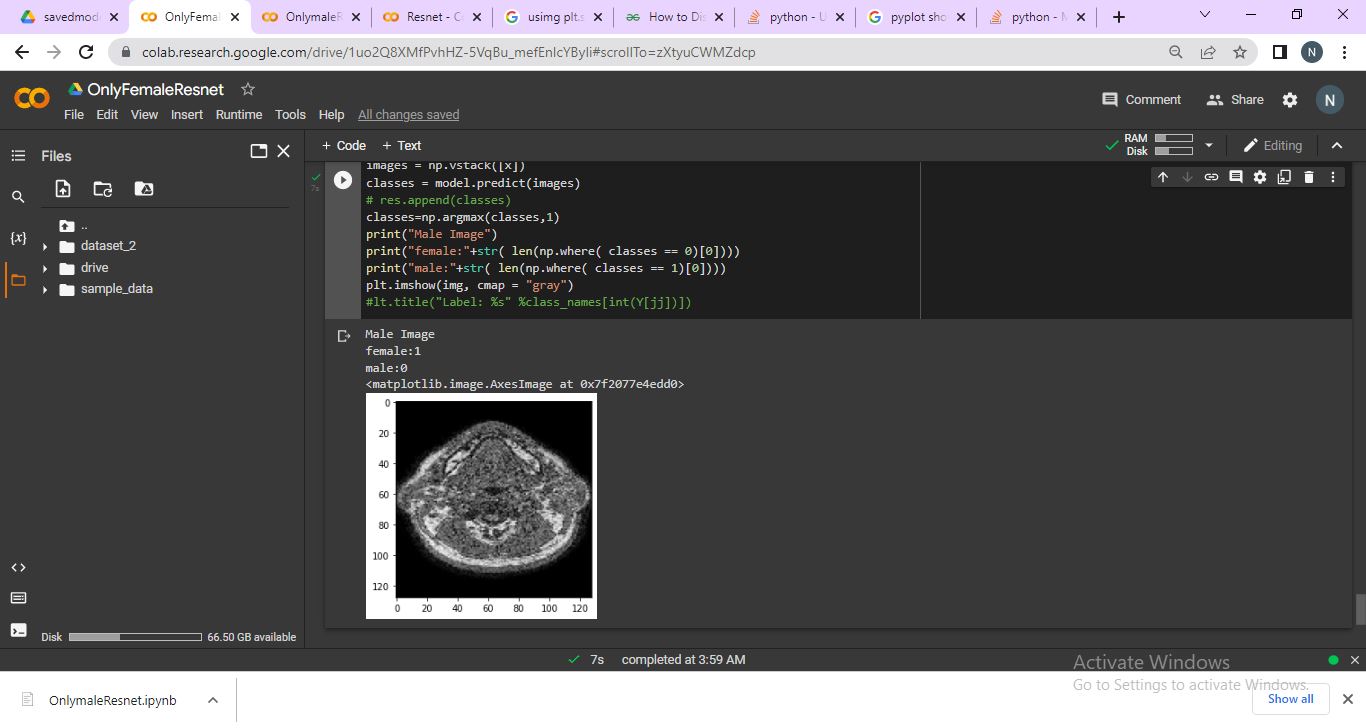 savedmod
OnlyFemal
OnlymaleR
Resnet - C
usimg plt.s
How to Dis
python - U
pyplot sho
python - N
colab.research.google.com/drive/1uo2Q8XMfPvhHZ-5VqBu_mefEnIcYByIi#scrollTo=zXtyuCWMZdcp
N
OnlyFemaleResnet
File Edit View Insert Runtime Tools Help All changes saved
Comment
Share
N
Files
+ Code + Text
RAM
Disk
Editing
..
dataset_2
drive
sample_data
{x}
7s
images = np.vstack([x])
classes = model.predict(images)
# res.append(classes)
classes=np.argmax(classes,1)
print("Male Image")
print("female:"+str( len(np.where( classes == 0)[0])))
print("male:"+str( len(np.where( classes == 1)[0])))
plt.imshow(img, cmap = "gray")
#lt.title("Label: %s" %class_names[int(Y[jj])])
Male Image
female:1
male:0
<matplotlib.image.AxesImage at 0x7f2077e4edd0>
0
20
40
60
80
100
120
0 20 40 60 80 100 120
Disk
66.50 GB available
7s completed at 3:59 AM
Activate Windows
Go to Settings to activate Windows.
OnlymaleResnet.ipynb
Show all